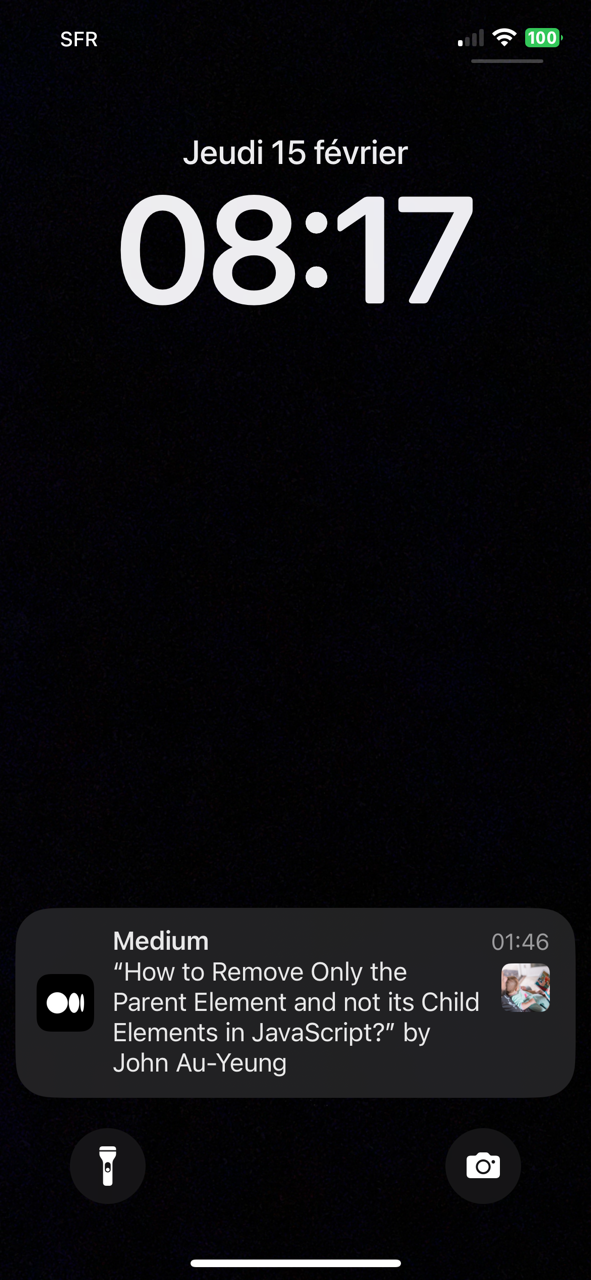 SFR
100
Jeudi 15 février
08:17
Medium
01:46
“How to Remove Only the
Parent Element and not its Child
Elements in JavaScript?” by
John Au-Yeung